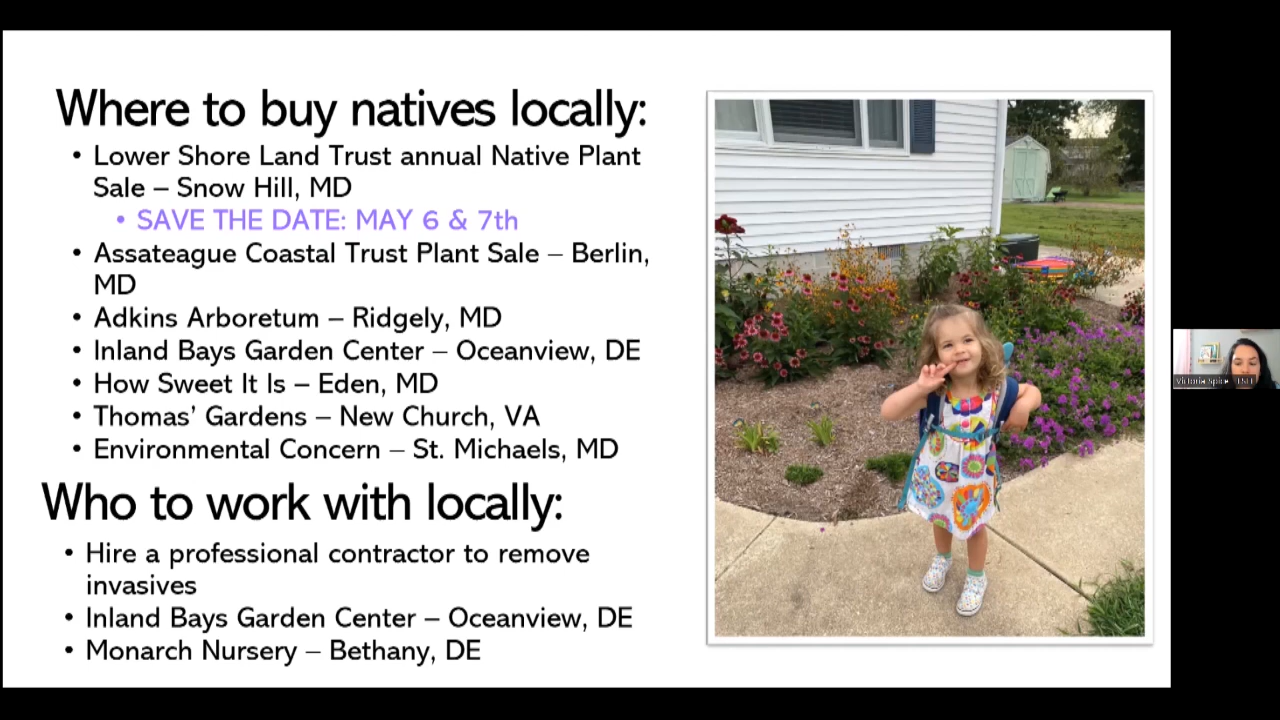 Where to buy natives locally:
• Lower Shore Land Trust annual Native Plant
Sale – Snow Hill, MD
• SAVE THE DATE: MAY 6 & 7th
• Assateague Coastal Trust Plant Sale – Berlin,
MD
• Adkins Arboretum – Ridgely, MD
• Inland Bays Garden Center – Oceanview, DE
• How Sweet It Is – Eden, MD
• Thomas’ Gardens – New Church, VA
• Environmental Concern – St. Michaels, MD
Who to work with locally:
• Hire a professional contractor to remove
invasives
• Inland Bays Garden Center – Oceanview, DE
• Monarch Nursery – Bethany, DE
Victoria Spice